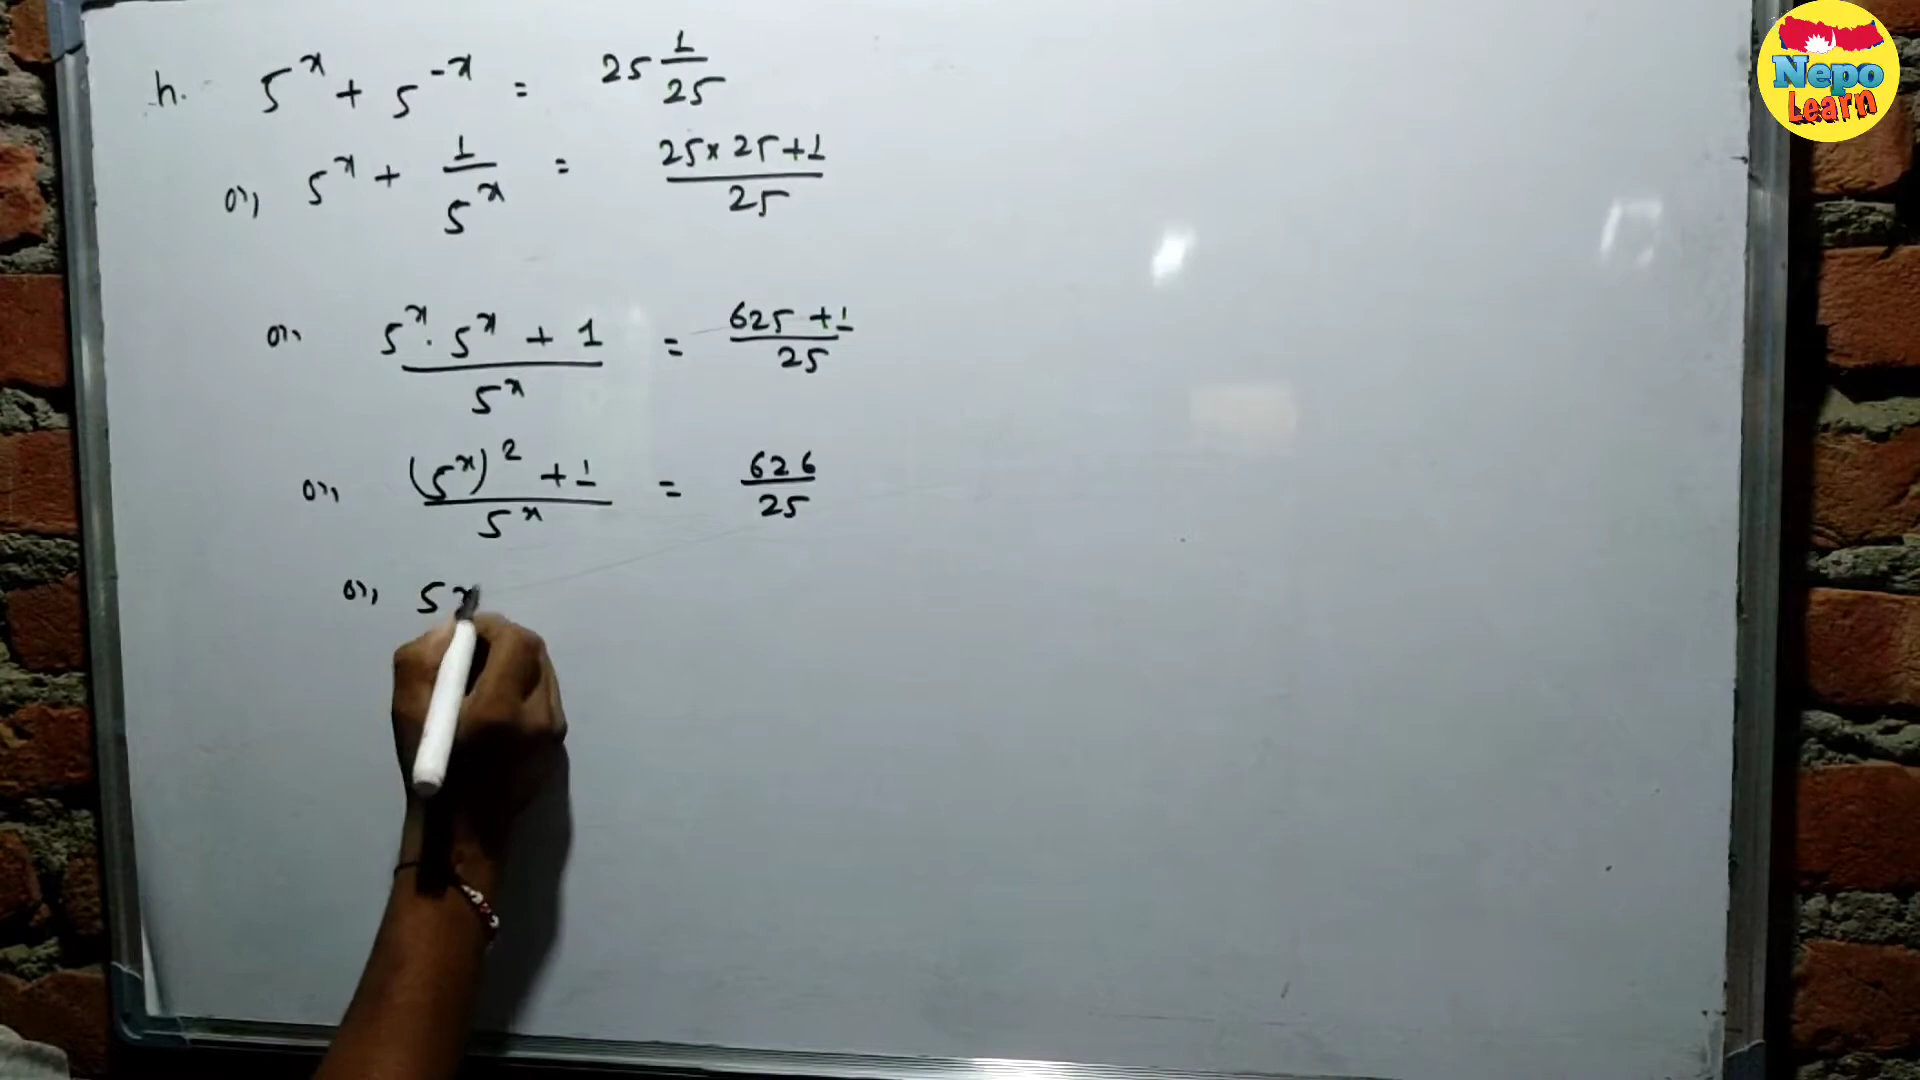 h. 5^x + 5^-x = 25 1/25
or, 5^x + 1/5^x = 25×25+1/25
or, 5^x . 5^x + 1/5^x = 625+1/25
or, (5^x)^2 + 1/5^x = 626/25
or, 5x
Nepo
Learn